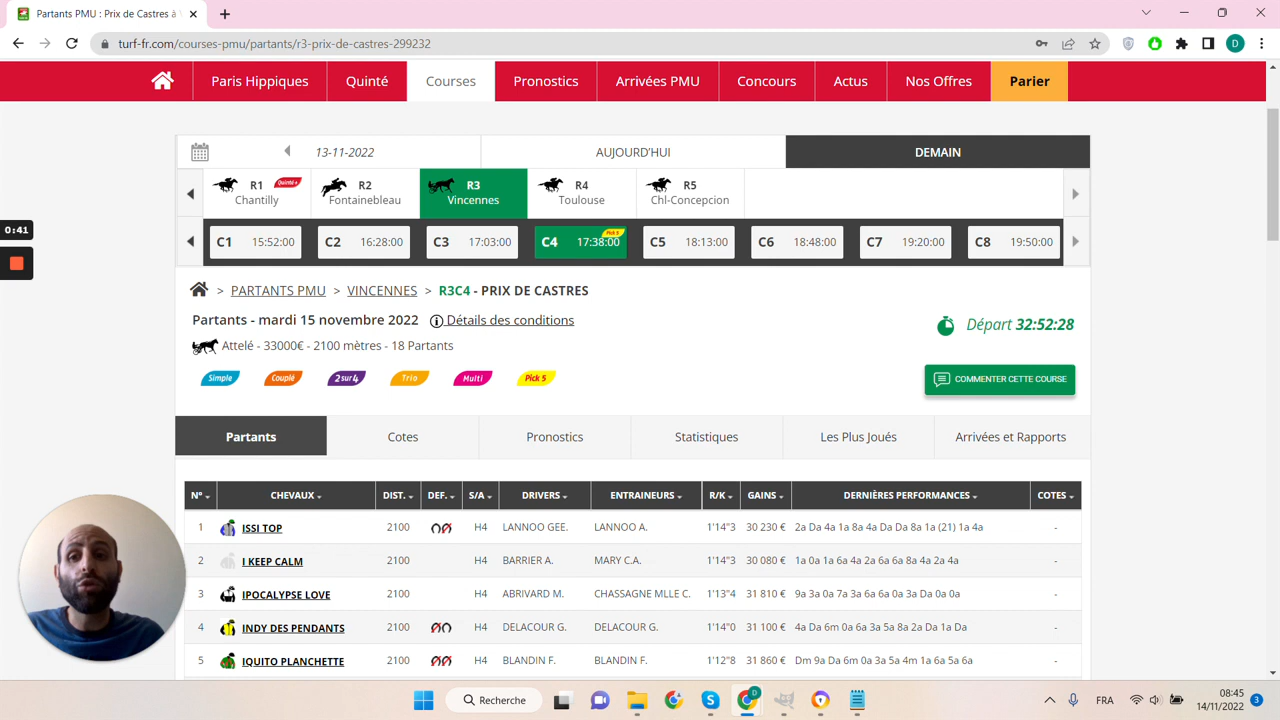 Partants PMU : Prix de Castres à
turf-fr.com/courses-pmu/partants/r3-prix-de-castres-299232
D
Paris Hippiques Quinté Courses Pronostics Arrivées PMU Concours Actus Nos Offres Parier
13-11-2022 AUJOURD'HUI DEMAIN
R1 Quinté+ R2 R3 R4 R5
Chantilly Fontainebleau Vincennes Toulouse Chl-Concepion
0:41
C1 15:52:00 C2 16:28:00 C3 17:03:00 C4 17:38:00 Pick 5 C5 18:13:00 C6 18:48:00 C7 19:20:00 C8 19:50:00
> PARTANTS PMU > VINCENNES > R3C4 - PRIX DE CASTRES
Partants - mardi 15 novembre 2022 Détails des conditions
Départ 32:52:28
Attelé - 33000€ - 2100 mètres - 18 Partants
Simple Couplé 2 sur 4 Trio Multi Pick 5
COMMENTER CETTE COURSE
Partants Cotes Pronostics Statistiques Les Plus Joués Arrivées et Rapports
N° CHEVAUX DIST. DEF. S/A DRIVERS ENTRAINEURS R/K GAINS DERNIÈRES PERFORMANCES COTES
1 ISSI TOP 2100 H4 LANNOO GEE. LANNOO A. 1'14"3 30 230 € 2a Da 4a 1a 8a 4a Da Da 8a 1a (21) 1a 4a -
2 I KEEP CALM 2100 H4 BARRIER A. MARY C.A. 1'14"3 30 080 € 1a 0a 1a 6a 4a 2a 6a 6a 8a 4a 2a 4a -
3 IPOCALYPSE LOVE 2100 H4 ABRIVARD M. CHASSAGNE MLLE C. 1'13"4 31 810 € 9a 3a 0a 7a 3a 6a 6a 0a 3a Da 0a 0a -
4 INDY DES PENDANTS 2100 H4 DELACOUR G. DELACOUR G. 1'14"0 31 100 € 4a Da 6m 0a 6a 3a 5a 8a 2a Da 1a Da -
5 IQUITO PLANCHETTE 2100 H4 BLANDIN F. BLANDIN F. 1'12"8 31 860 € Dm 9a Da 6m 0a 3a 5a 4m 1a 6a 5a 6a -
Recherche
FRA
08:45
14/11/2022
3